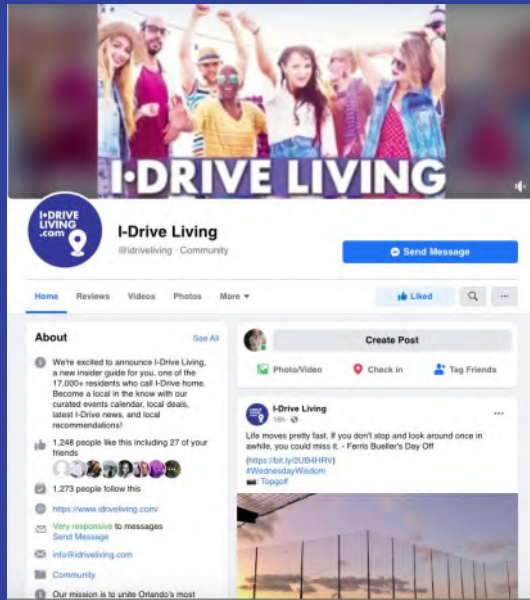 I•DRIVE LIVING
I•DRIVE
LIVING
.com
I-Drive Living
@idriveliving · Community
Send Message
Home Reviews Videos Photos More
Liked
About See All
We're excited to announce I-Drive Living,
a new insider guide for you, one of the
17,000+ residents who call I-Drive home.
Become a local in the know with our
curated events calendar, local deals,
latest I-Drive news, and local
recommendations!
1,248 people like this including 27 of your
friends
1,273 people follow this
https://www.idriveliving.com/
Very responsive to messages
Send Message
info@idriveliving.com
Community
Our mission is to unite Orlando's most
Create Post
Photo/Video Check in Tag Friends
I-Drive Living
16h ·
Life moves pretty fast. If you don't stop and look around once in
awhile, you could miss it. - Ferris Bueller's Day Off
(https://bit.ly/2UB4HRV)
#WednesdayWisdom
: Topgolf